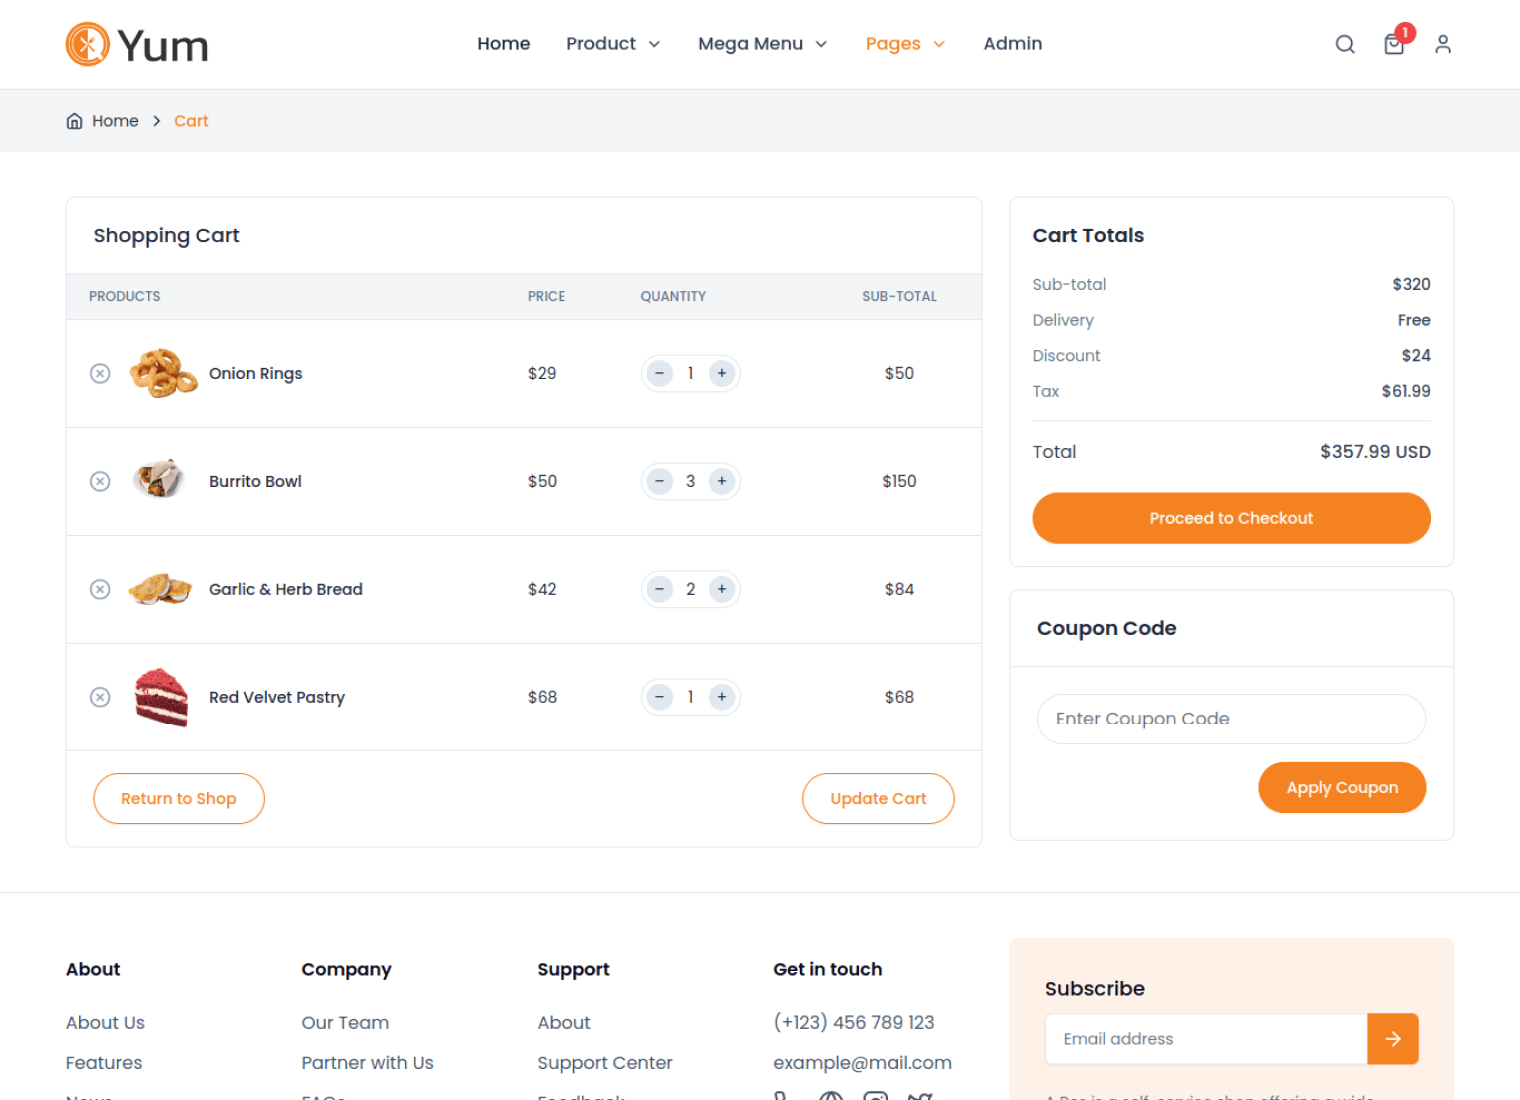 Yum
Home Product Mega Menu Pages Admin
1
Home > Cart
Shopping Cart
PRODUCTS PRICE QUANTITY SUB-TOTAL
Onion Rings $29 − 1 + $50
Burrito Bowl $50 − 3 + $150
Garlic & Herb Bread $42 − 2 + $84
Red Velvet Pastry $68 − 1 + $68
Return to Shop Update Cart
Cart Totals
Sub-total $320
Delivery Free
Discount $24
Tax $61.99
Total $357.99 USD
Proceed to Checkout
Coupon Code
Enter Coupon Code
Apply Coupon
About Company Support Get in touch
About Us Our Team About (+123) 456 789 123
Features Partner with Us Support Center example@mail.com
News FAQs Feedback
Subscribe
Email address